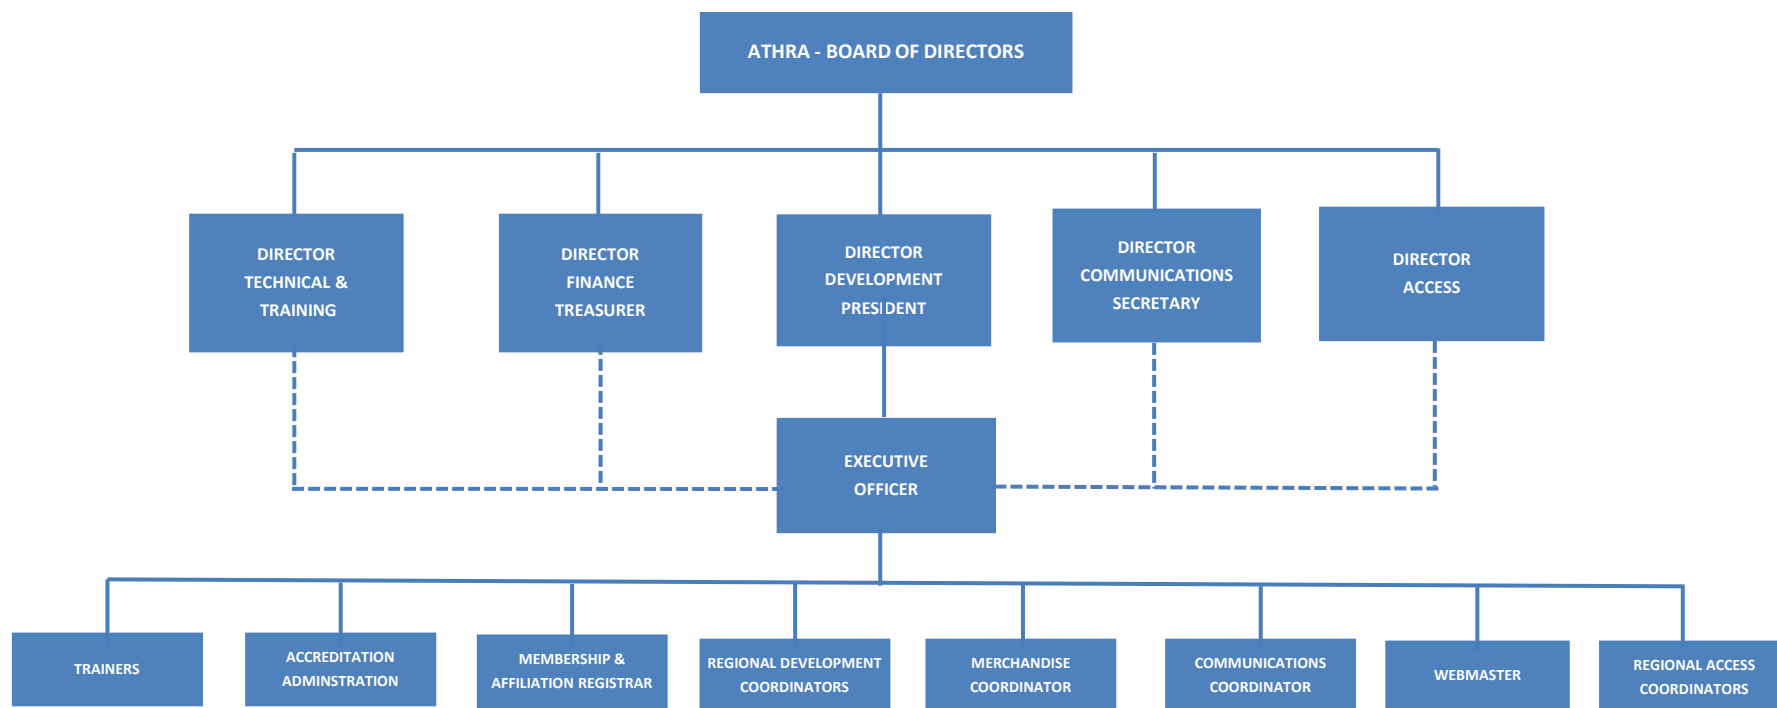 ATHRA - BOARD OF DIRECTORS
DIRECTOR
TECHNICAL &
TRAINING
DIRECTOR
FINANCE
TREASURER
DIRECTOR
DEVELOPMENT
PRESIDENT
DIRECTOR
COMMUNICATIONS
SECRETARY
DIRECTOR
ACCESS
EXECUTIVE
OFFICER
TRAINERS
ACCREDITATION
ADMINSTRATION
MEMBERSHIP &
AFFILIATION REGISTRAR
REGIONAL DEVELOPMENT
COORDINATORS
MERCHANDISE
COORDINATOR
COMMUNICATIONS
COORDINATOR
WEBMASTER
REGIONAL ACCESS
COORDINATORS